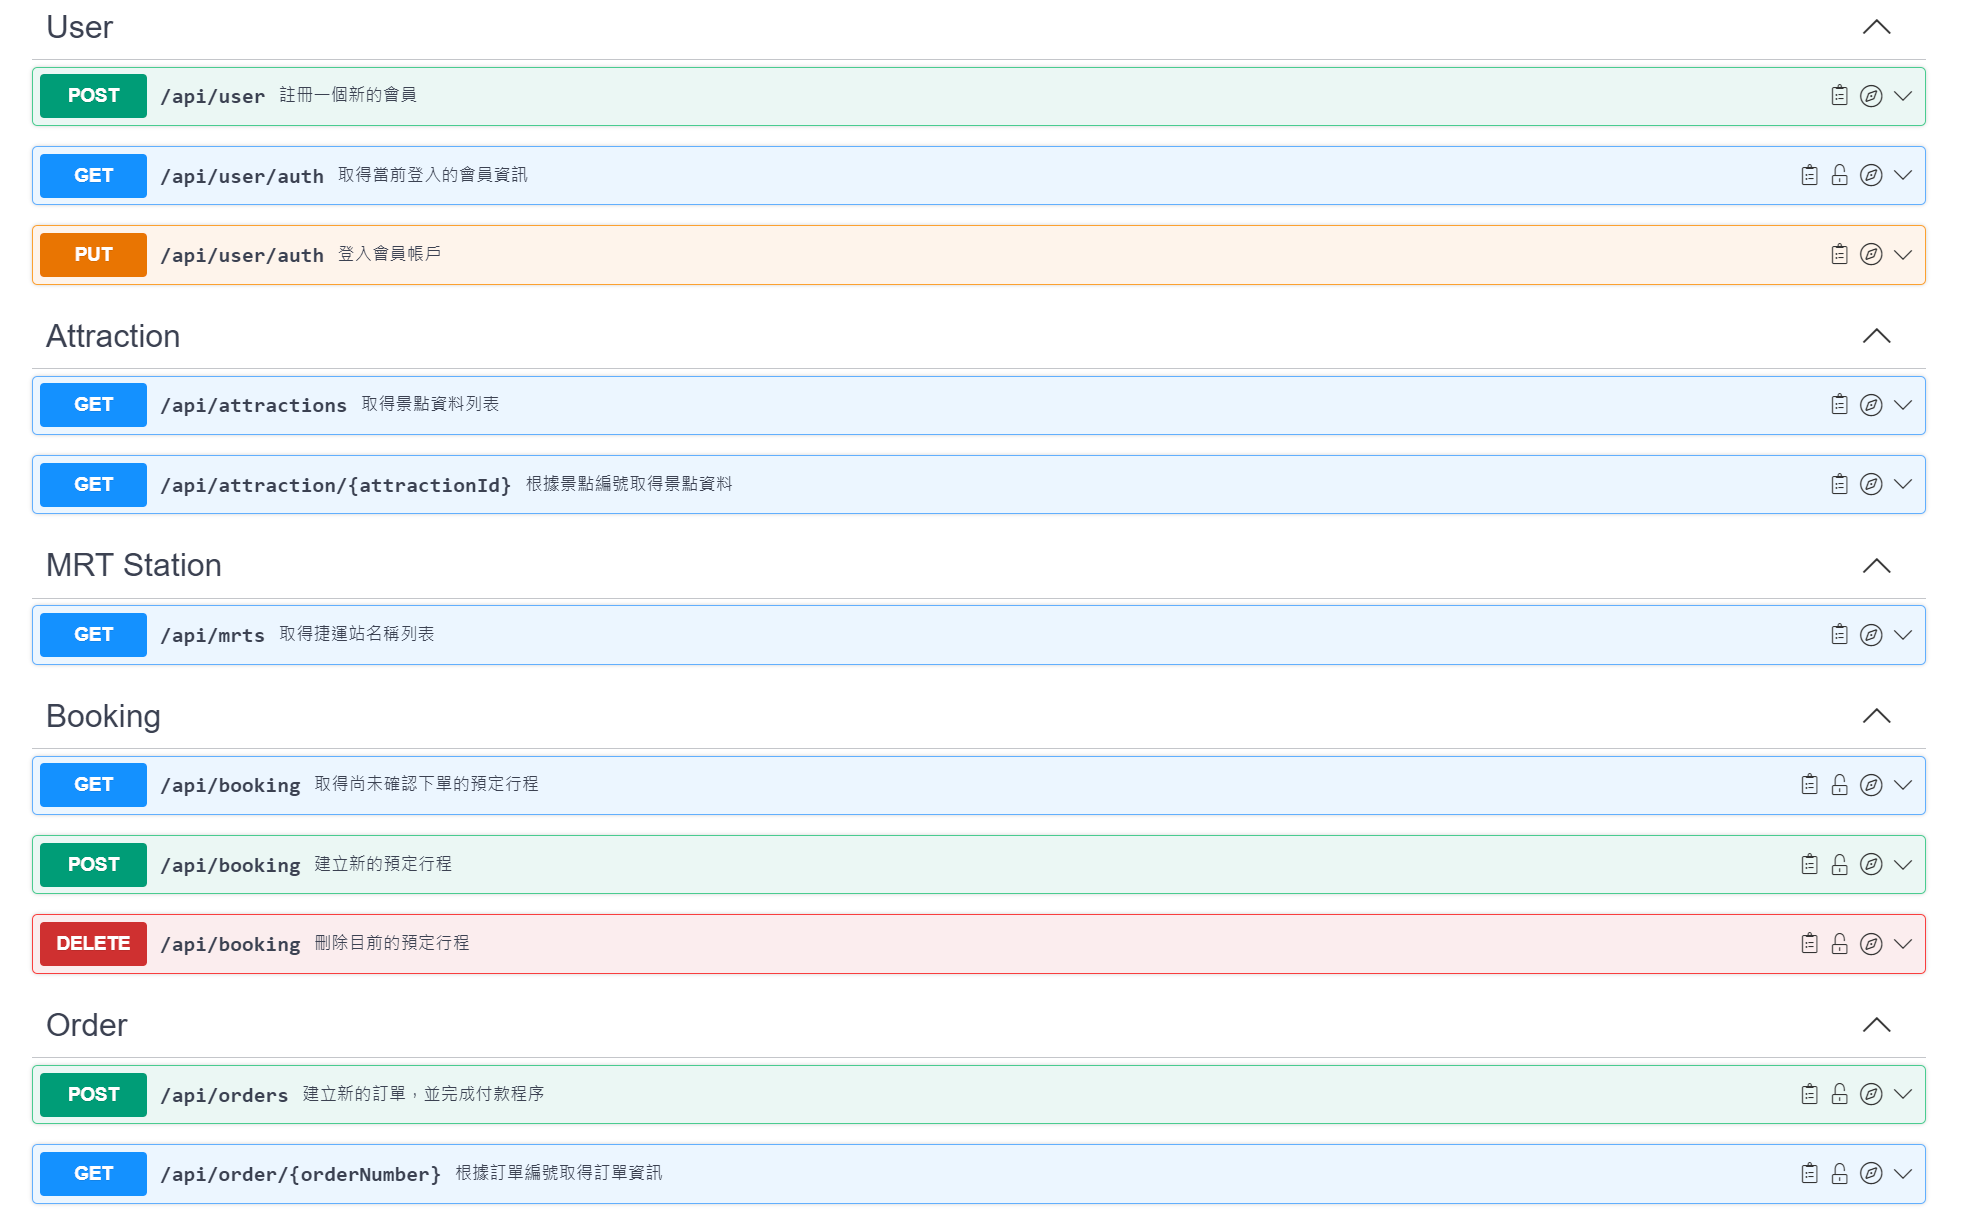 User
POST /api/user 註冊一個新的會員
GET /api/user/auth 取得當前登入的會員資訊
PUT /api/user/auth 登入會員帳戶
Attraction
GET /api/attractions 取得景點資料列表
GET /api/attraction/{attractionId} 根據景點編號取得景點資料
MRT Station
GET /api/mrts 取得捷運站名稱列表
Booking
GET /api/booking 取得尚未確認下單的預定行程
POST /api/booking 建立新的預定行程
DELETE /api/booking 刪除目前的預定行程
Order
POST /api/orders 建立新的訂單，並完成付款程序
GET /api/order/{orderNumber} 根據訂單編號取得訂單資訊